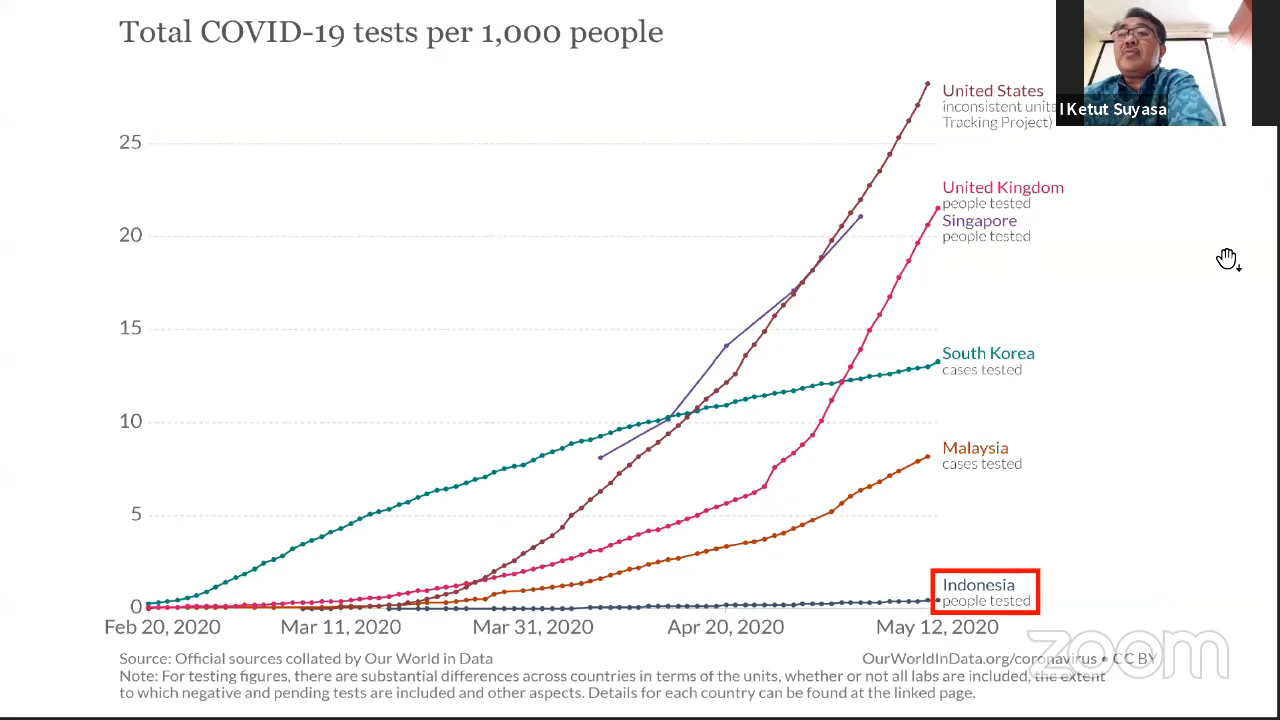 Total COVID-19 tests per 1,000 people
I Ketut Suyasa
United States
inconsistent units
Tracking Project)
25
United Kingdom
people tested
20
Singapore
people tested
15
South Korea
cases tested
10
Malaysia
cases tested
5
Indonesia
people tested
0
Feb 20, 2020 Mar 11, 2020 Mar 31, 2020 Apr 20, 2020 May 12, 2020
zoom
Source: Official sources collated by Our World in Data OurWorldInData.org/coronavirus • CC BY
Note: For testing figures, there are substantial differences across countries in terms of the units, whether or not all labs are included, the extent
to which negative and pending tests are included and other aspects. Details for each country can be found at the linked page.